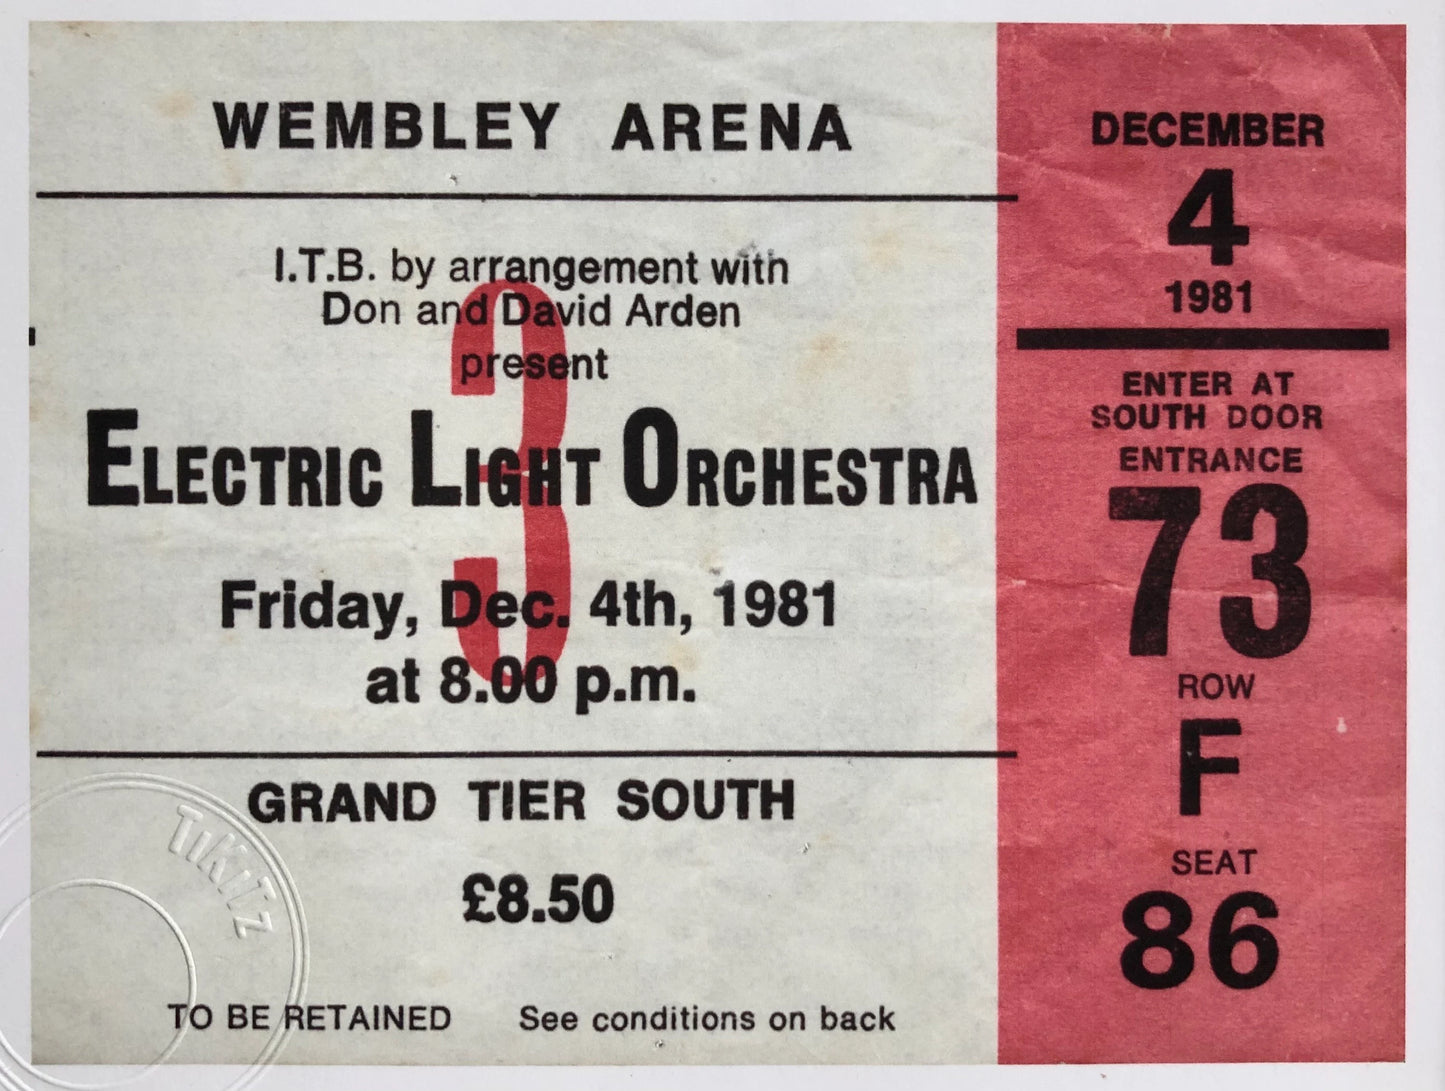 WEMBLEY ARENA
I.T.B. by arrangement with
Don and David Arden
present
ELECTRIC LIGHT ORCHESTRA
3
Friday, Dec. 4th, 1981
at 8.00 p.m.
GRAND TIER SOUTH
£8.50
TO BE RETAINED See conditions on back
TiKiTz
DECEMBER
4
1981
ENTER AT
SOUTH DOOR
ENTRANCE
73
ROW
F
SEAT
86